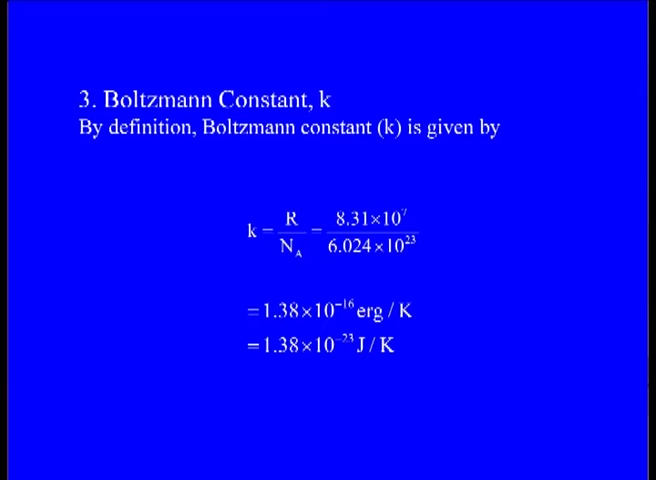 3. Boltzmann Constant, k
By definition, Boltzmann constant (k) is given by
k = R / N_A = 8.31×10^7 / 6.024×10^23
= 1.38×10^−16 erg / K
= 1.38×10^−23 J / K